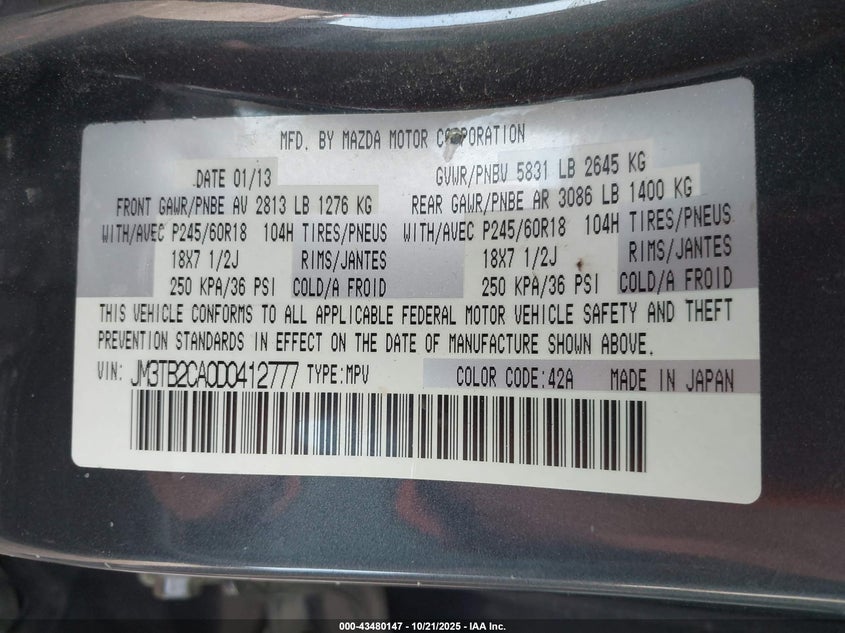 MFD. BY MAZDA MOTOR CORPORATION
DATE 01/13 GVWR/PNBV 5831 LB 2645 KG
FRONT GAWR/PNBE AV 2813 LB 1276 KG REAR GAWR/PNBE AR 3086 LB 1400 KG
WITH/AVEC P245/60R18 104H TIRES/PNEUS WITH/AVEC P245/60R18 104H TIRES/PNEUS
18X7 1/2J RIMS/JANTES 18X7 1/2J RIMS/JANTES
250 KPA/36 PSI COLD/A FROID 250 KPA/36 PSI COLD/A FROID
THIS VEHICLE CONFORMS TO ALL APPLICABLE FEDERAL MOTOR VEHICLE SAFETY AND THEFT
PREVENTION STANDARDS IN EFFECT ON THE DATE OF MANUFACTURE SHOWN ABOVE.
VIN: JM3TB2CA0D0412777 TYPE:MPV COLOR CODE:42A MADE IN JAPAN
000-43480147 - 10/21/2025 - IAA Inc.